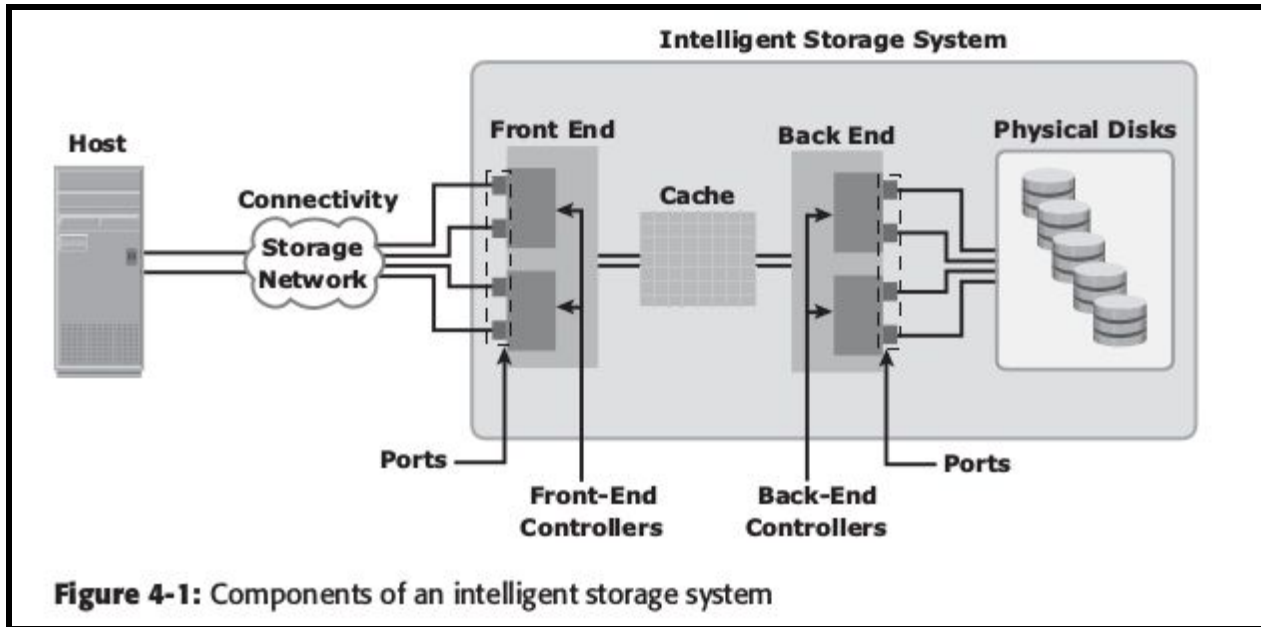 Intelligent Storage System
Host
Connectivity
Storage
Network
Front End
Cache
Back End
Physical Disks
Ports
Front-End
Controllers
Back-End
Controllers
Ports
Figure 4-1: Components of an intelligent storage system